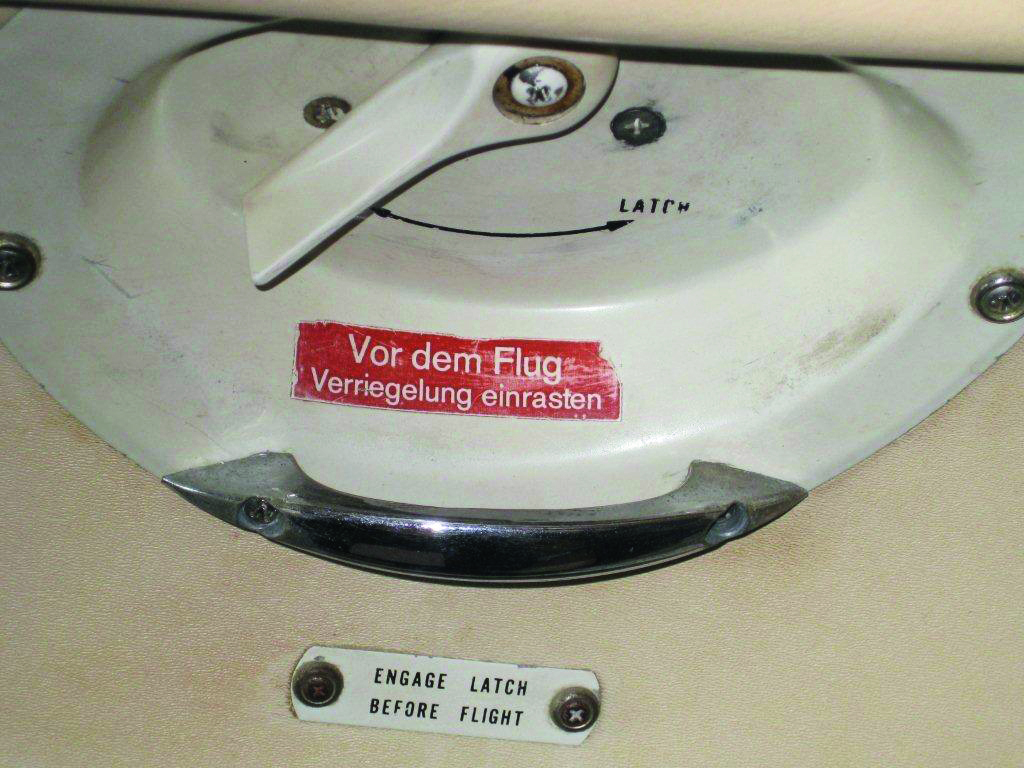 LATCH
Vor dem Flug
Verriegelung einrasten
ENGAGE LATCH
BEFORE FLIGHT